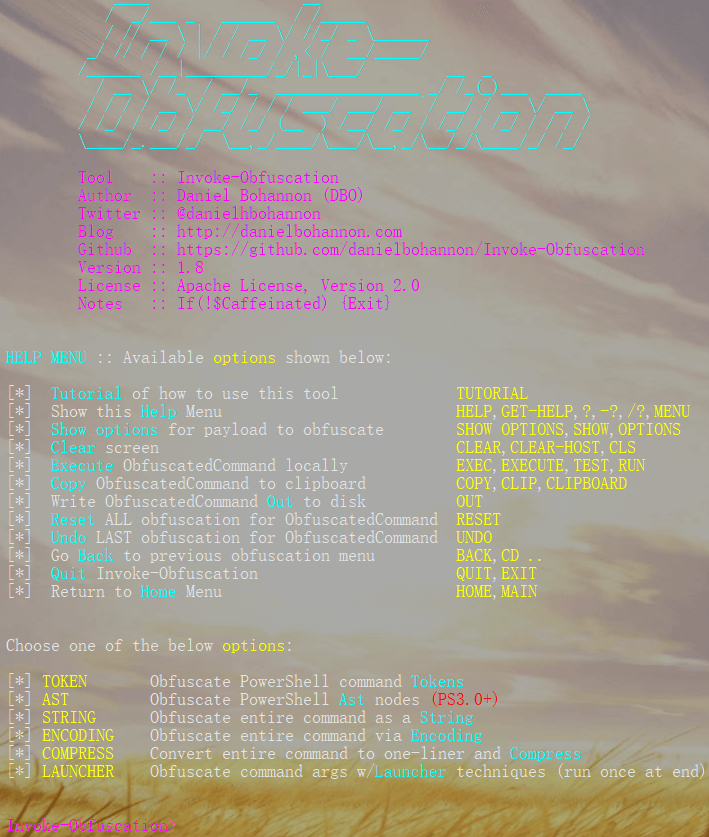 Invoke-
Obfuscation
Tool    :: Invoke-Obfuscation
Author  :: Daniel Bohannon (DBO)
Twitter :: @danielhbohannon
Blog    :: http://danielbohannon.com
Github  :: https://github.com/danielbohannon/Invoke-Obfuscation
Version :: 1.8
License :: Apache License, Version 2.0
Notes   :: If(!$Caffeinated) {Exit}
HELP MENU :: Available options shown below:
[*]  Tutorial of how to use this tool             TUTORIAL
[*]  Show this Help Menu                          HELP,GET-HELP,?,-?,/?,MENU
[*]  Show options for payload to obfuscate        SHOW OPTIONS,SHOW,OPTIONS
[*]  Clear screen                                 CLEAR,CLEAR-HOST,CLS
[*]  Execute ObfuscatedCommand locally            EXEC,EXECUTE,TEST,RUN
[*]  Copy ObfuscatedCommand to clipboard          COPY,CLIP,CLIPBOARD
[*]  Write ObfuscatedCommand Out to disk          OUT
[*]  Reset ALL obfuscation for ObfuscatedCommand  RESET
[*]  Undo LAST obfuscation for ObfuscatedCommand  UNDO
[*]  Go Back to previous obfuscation menu         BACK,CD ..
[*]  Quit Invoke-Obfuscation                      QUIT,EXIT
[*]  Return to Home Menu                          HOME,MAIN
Choose one of the below options:
[*] TOKEN       Obfuscate PowerShell command Tokens
[*] AST         Obfuscate PowerShell Ast nodes (PS3.0+)
[*] STRING      Obfuscate entire command as a String
[*] ENCODING    Obfuscate entire command via Encoding
[*] COMPRESS    Convert entire command to one-liner and Compress
[*] LAUNCHER    Obfuscate command args w/Launcher techniques (run once at end)
Invoke-Obfuscation>